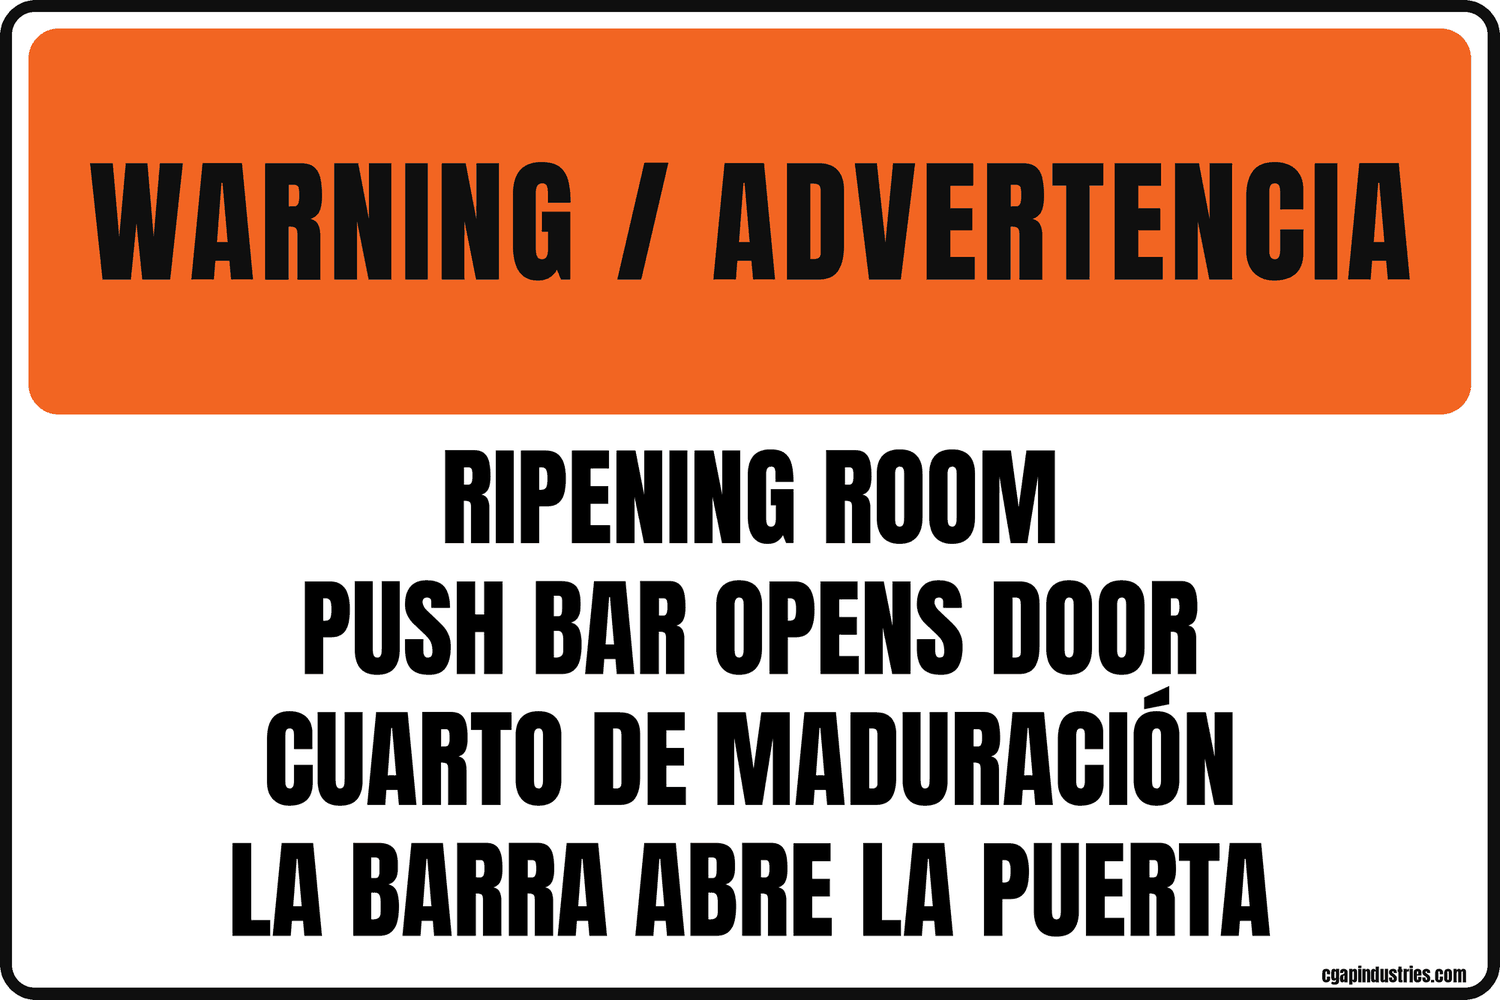 WARNING / ADVERTENCIA
RIPENING ROOM
PUSH BAR OPENS DOOR
CUARTO DE MADURACIÓN
LA BARRA ABRE LA PUERTA
cgapindustries.com